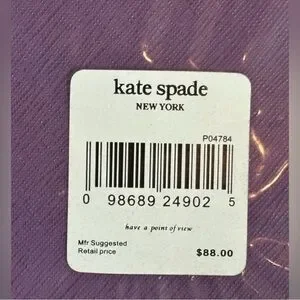 kate spade
NEW YORK
P04784
0 98689 24902 5
have a point of view
Mfr Suggested
Retail price
$88.00